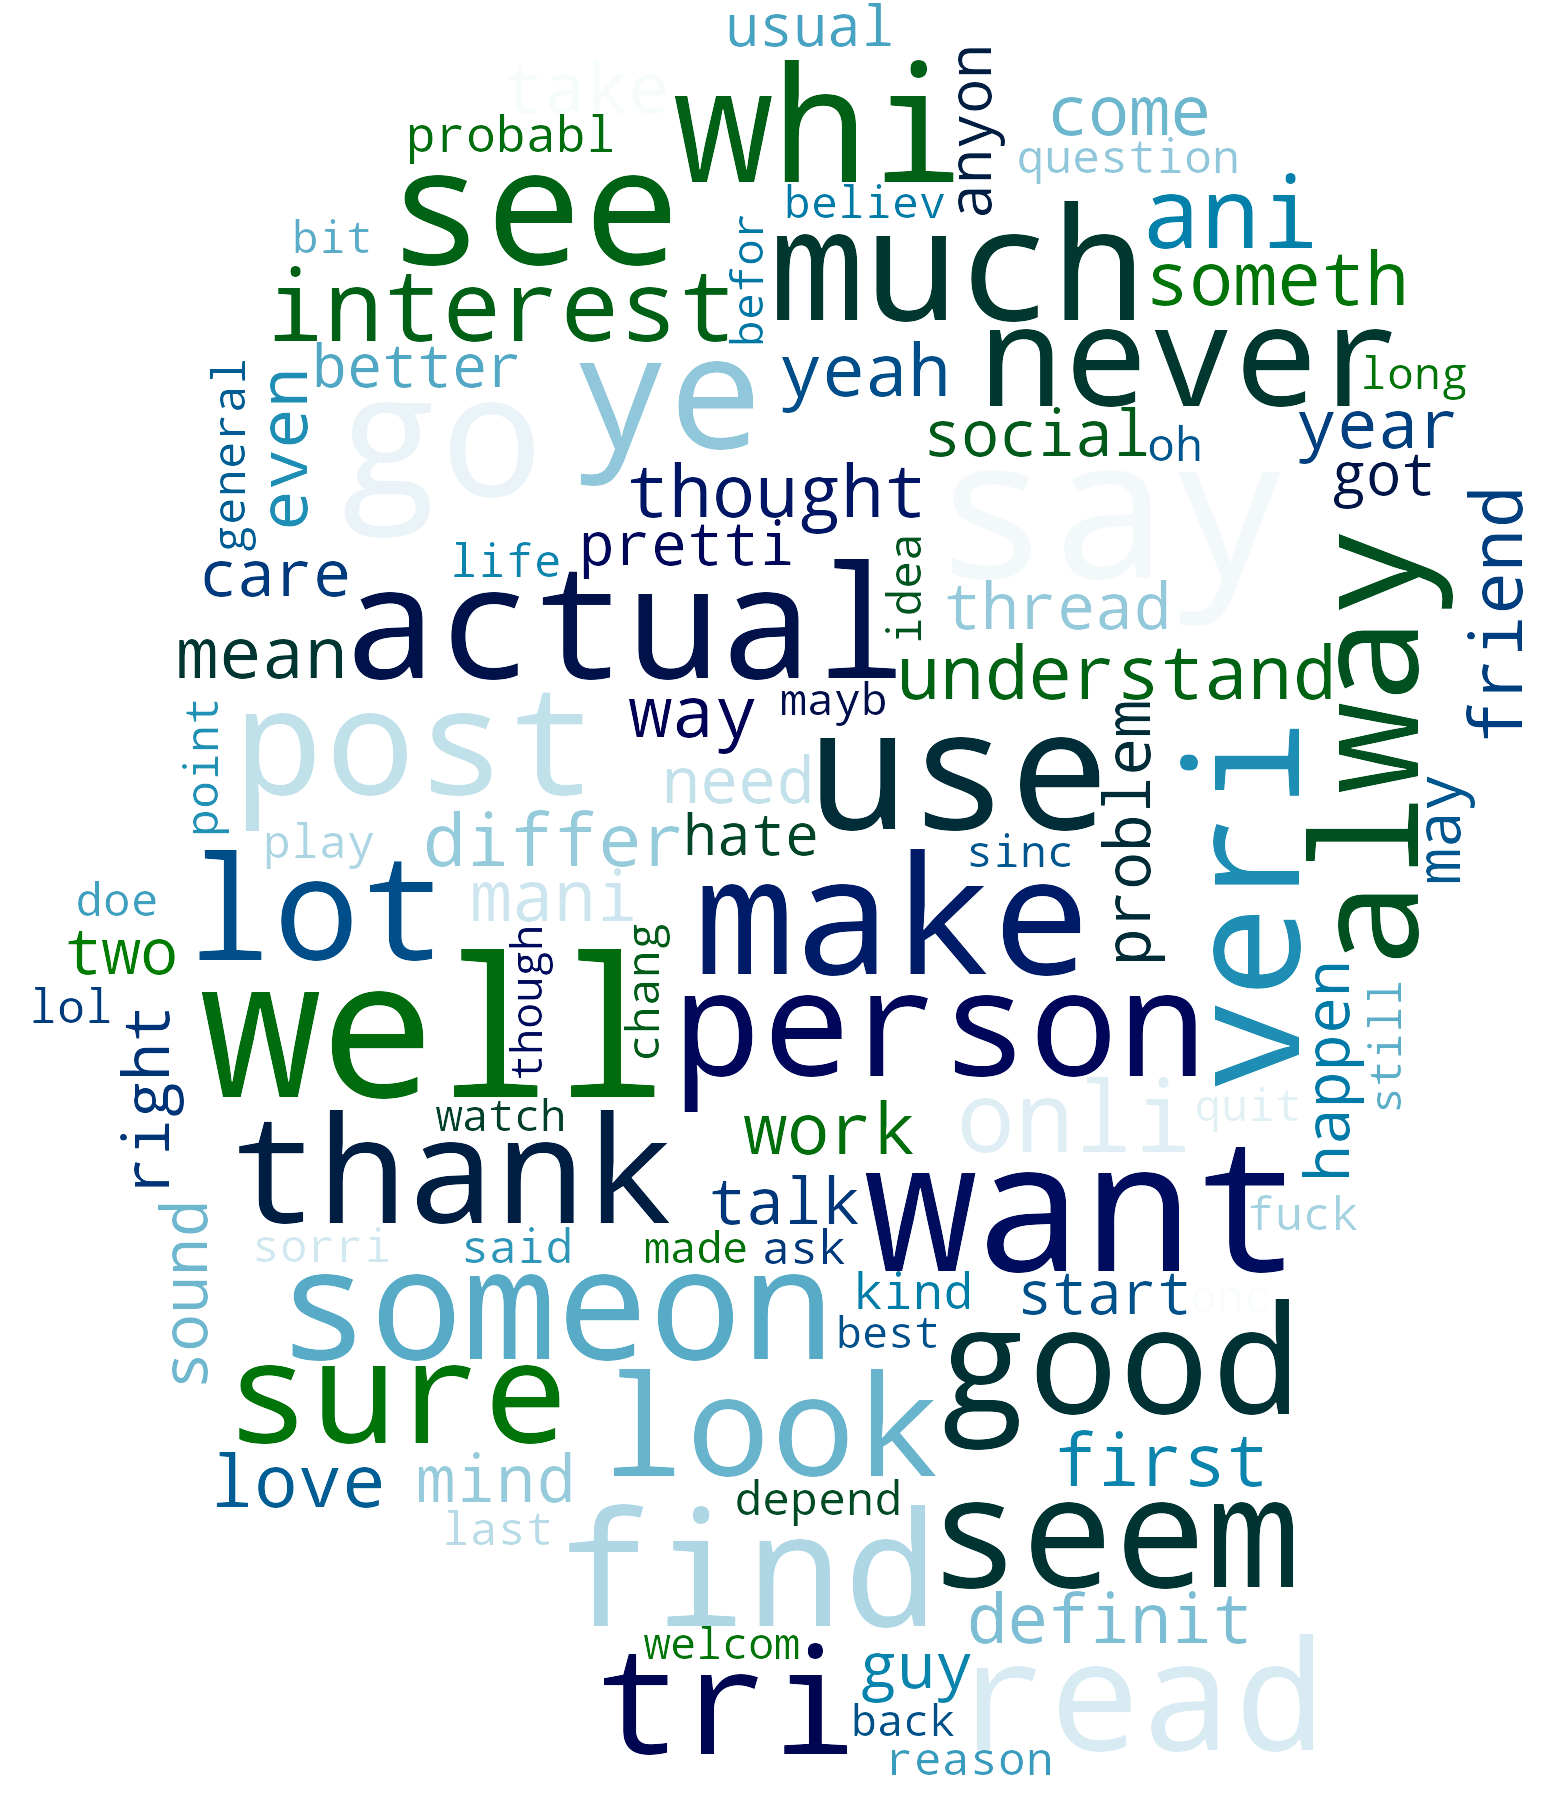 usual
take
whi
anyon
come
probabl
question
see
believ
ani
bit
befor
much
someth
interest
never
better
ye
yeah
long
general
even
go
social
oh
year
say
got
thought
friend
life
pretti
idea
care
actual
thread
alway
mean
understand
way
mayb
point
post
need
use
problem
veri
may
play
differ
hate
sinc
doe
lot
mani
make
two
lol
well
though
chang
person
happen
still
right
watch
work
onli
quit
thank
talk
want
fuck
sound
sorri
said
made
ask
someon
kind
start
onc
best
sure
look
good
love
mind
first
last
depend
find
seem
definit
welcom
tri
guy
read
back
reason